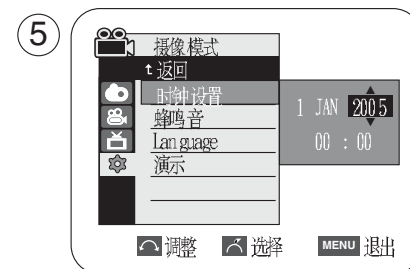 5
摄像模式
返回
时钟设置
1 JAN 2005
蜂鸣音
00 : 00
Language
演示
调整 选择 MENU 退出